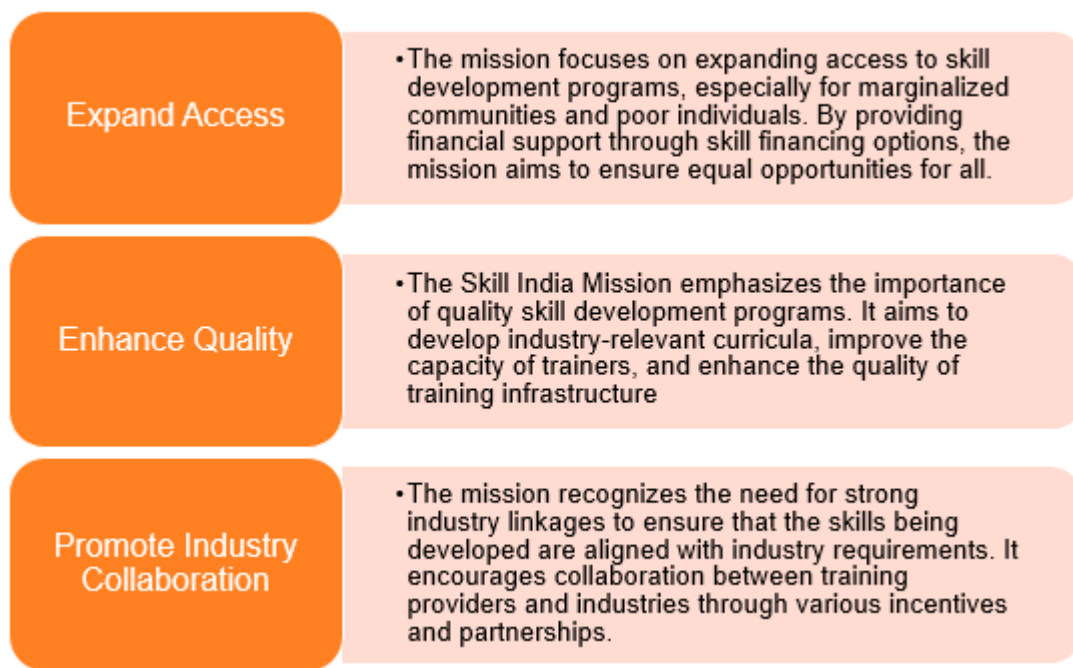 Expand Access
•The mission focuses on expanding access to skill
development programs, especially for marginalized
communities and poor individuals. By providing
financial support through skill financing options, the
mission aims to ensure equal opportunities for all.
Enhance Quality
•The Skill India Mission emphasizes the importance
of quality skill development programs. It aims to
develop industry-relevant curricula, improve the
capacity of trainers, and enhance the quality of
training infrastructure
Promote Industry
Collaboration
•The mission recognizes the need for strong
industry linkages to ensure that the skills being
developed are aligned with industry requirements. It
encourages collaboration between training
providers and industries through various incentives
and partnerships.